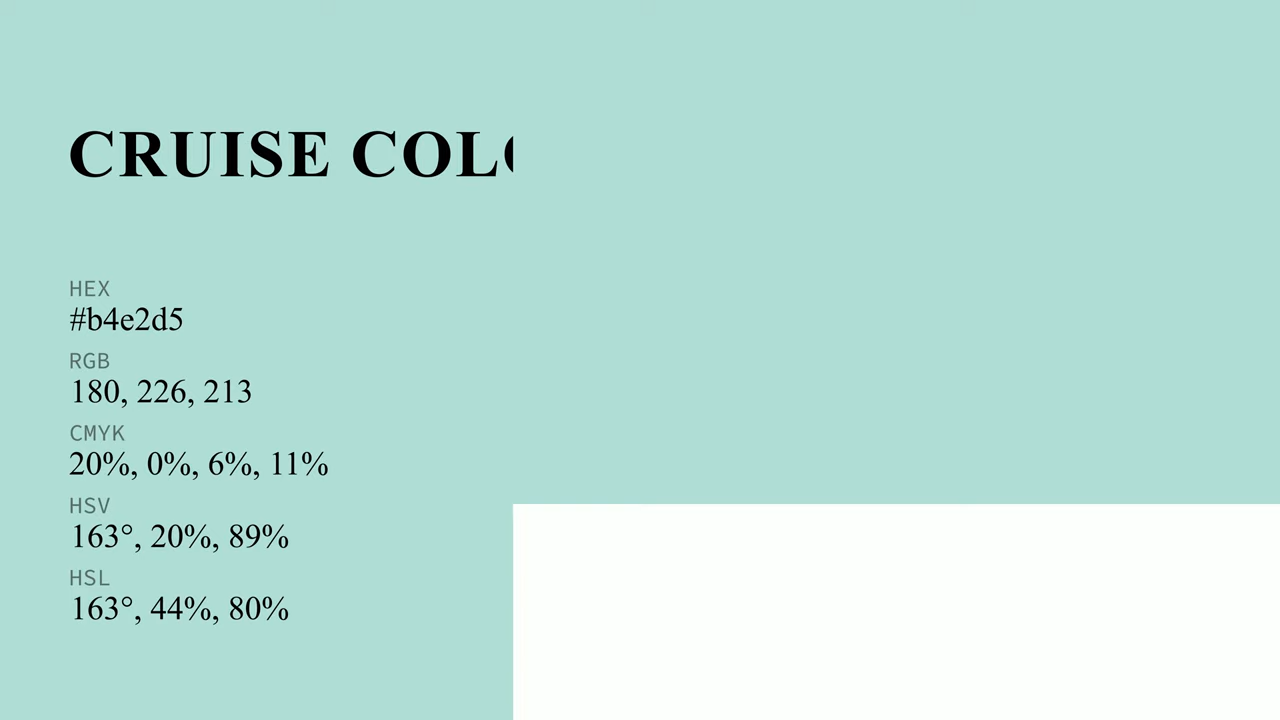 CRUISE COL
HEX
#b4e2d5
RGB
180, 226, 213
CMYK
20%, 0%, 6%, 11%
HSV
163°, 20%, 89%
HSL
163°, 44%, 80%